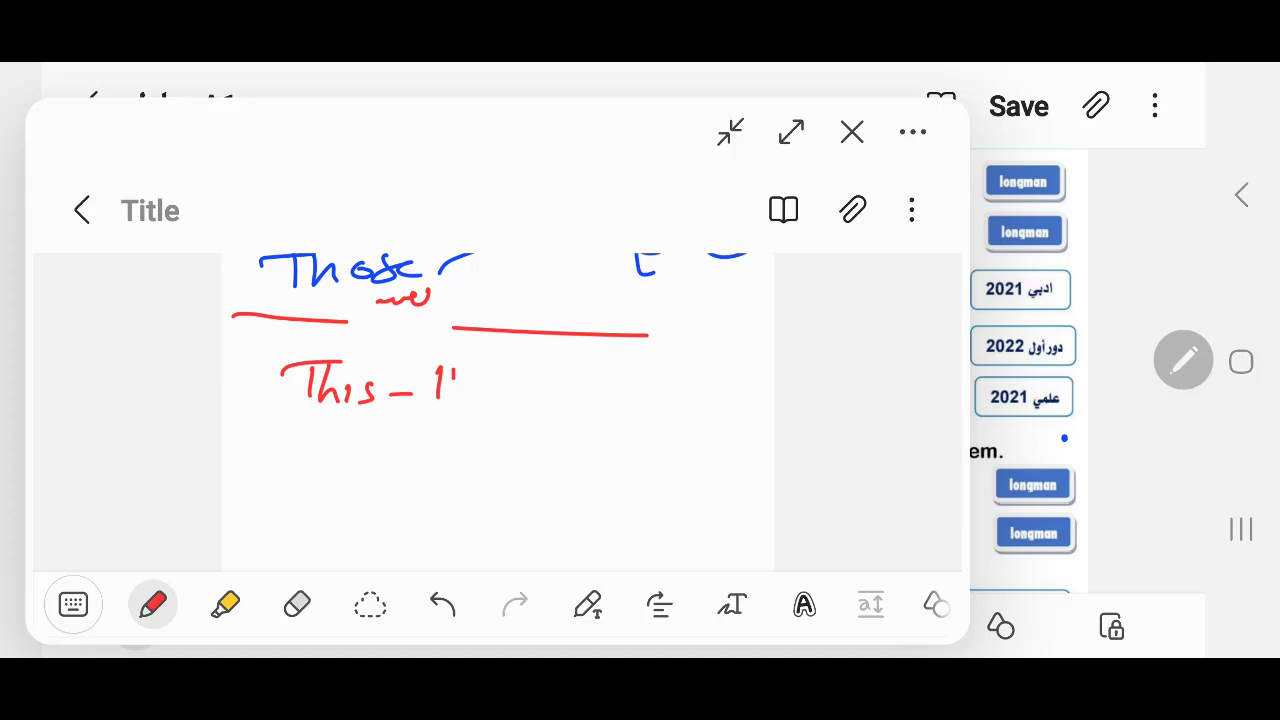 Save
longman
Title
longman
Those
ادبي 2021
دور أول 2022
This –
علمي 2021
em.
longman
longman